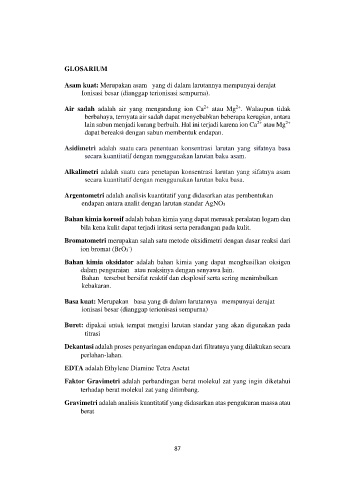 GLOSARIUM
Asam kuat: Merupakan asam yang di dalam larutannya mempunyai derajat
Ionisasi besar (dianggap terionisasi sempurna).
Air sadah adalah air yang mengandung ion Ca2+ atau Mg2+. Walaupun tidak
berbahaya, ternyata air sadah dapat menyebabkan beberapa kerugian, antara
lain sabun menjadi kurang berbuih. Hal ini terjadi karena ion Ca2+ atau Mg2+
dapat bereaksi dengan sabun membentuk endapan.
Asidimetri adalah suatu cara penentuan konsentrasi larutan yang sifatnya basa
secara kuantitatif dengan menggunakan larutan baku asam.
Alkalimetri adalah suatu cara penetapan konsentrasi larutan yang sifatnya asam
secara kuantitatif dengan menggunakan larutan baku basa.
Argentometri adalah analisis kuantitatif yang didasarkan atas pembentukan
endapan antara analit dengan larutan standar AgNO3
Bahan kimia korosif adalah bahan kimia yang dapat merusak peralatan logam dan
bila kena kulit dapat terjadi iritasi serta peradangan pada kulit.
Bromatometri merupakan salah satu metode oksidimetri dengan dasar reaksi dari
ion bromat (BrO3-)
Bahan kimia oksidator adalah bahan kimia yang dapat menghasilkan oksigen
dalam penguraian atau reaksinya dengan senyawa lain.
Bahan tersebut bersifat reaktif dan eksplosif serta sering menimbulkan
kebakaran.
Basa kuat: Merupakan basa yang di dalam larutannya mempunyai derajat
ionisasi besar (dianggap terionisasi sempurna)
Buret: dipakai untuk tempat mengisi larutan standar yang akan digunakan pada
titrasi
Dekantasi adalah proses penyaringan endapan dari filtratnya yang dilakukan secara
perlahan-lahan.
EDTA adalah Ethylene Diamine Tetra Asetat
Faktor Gravimetri adalah perbandingan berat molekul zat yang ingin diketahui
terhadap berat molekul zat yang ditimbang.
Gravimetri adalah analisis kuantitatif yang didasarkan atas pengukuran massa atau
berat.
87